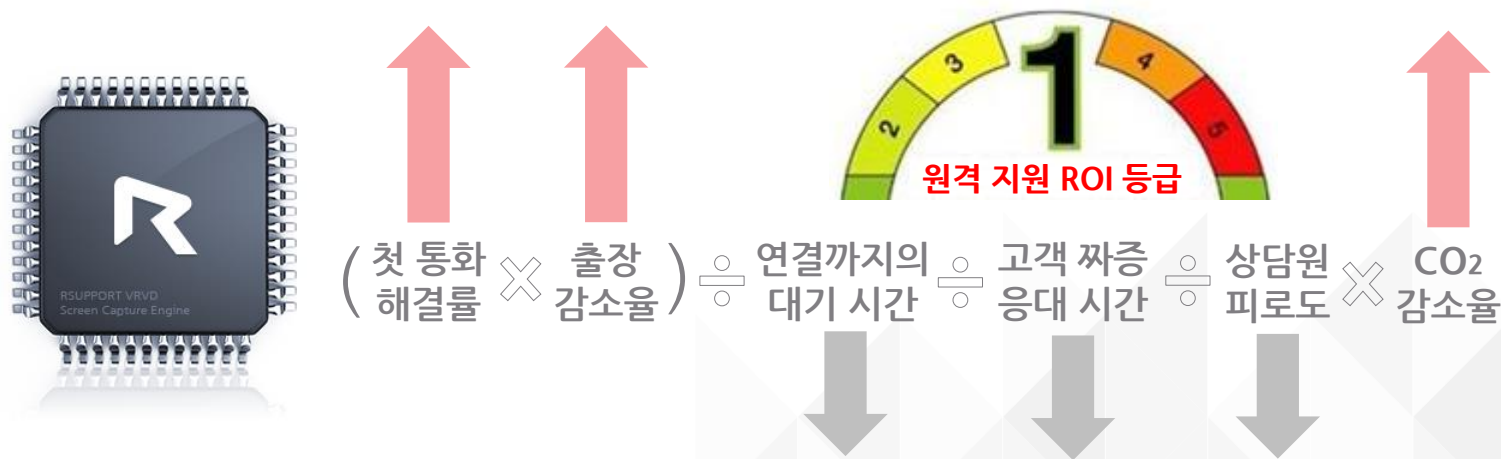 3
1
4
2
5
원격 지원 ROI 등급
R
RSUPPORT VRVD
Screen Capture Engine
( 첫 통화 × 출장 ) ÷ 연결까지의 ÷ 고객 짜증 ÷ 상담원 × CO2
해결률 감소율 대기 시간 응대 시간 피로도 감소율